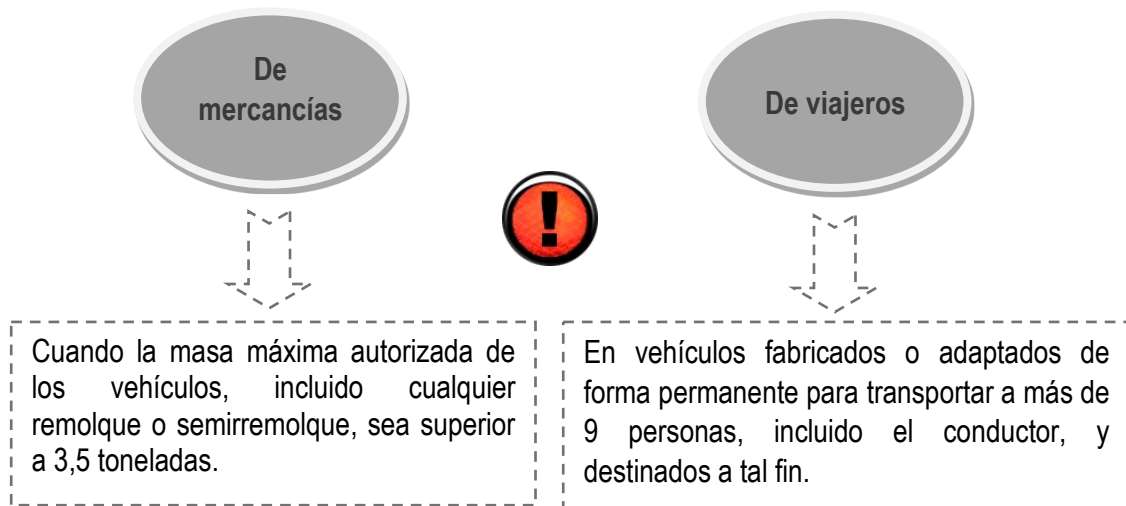 De
mercancías
De viajeros
!
Cuando la masa máxima autorizada de
los vehículos, incluido cualquier
remolque o semirremolque, sea superior
a 3,5 toneladas.
En vehículos fabricados o adaptados de
forma permanente para transportar a más de
9 personas, incluido el conductor, y
destinados a tal fin.